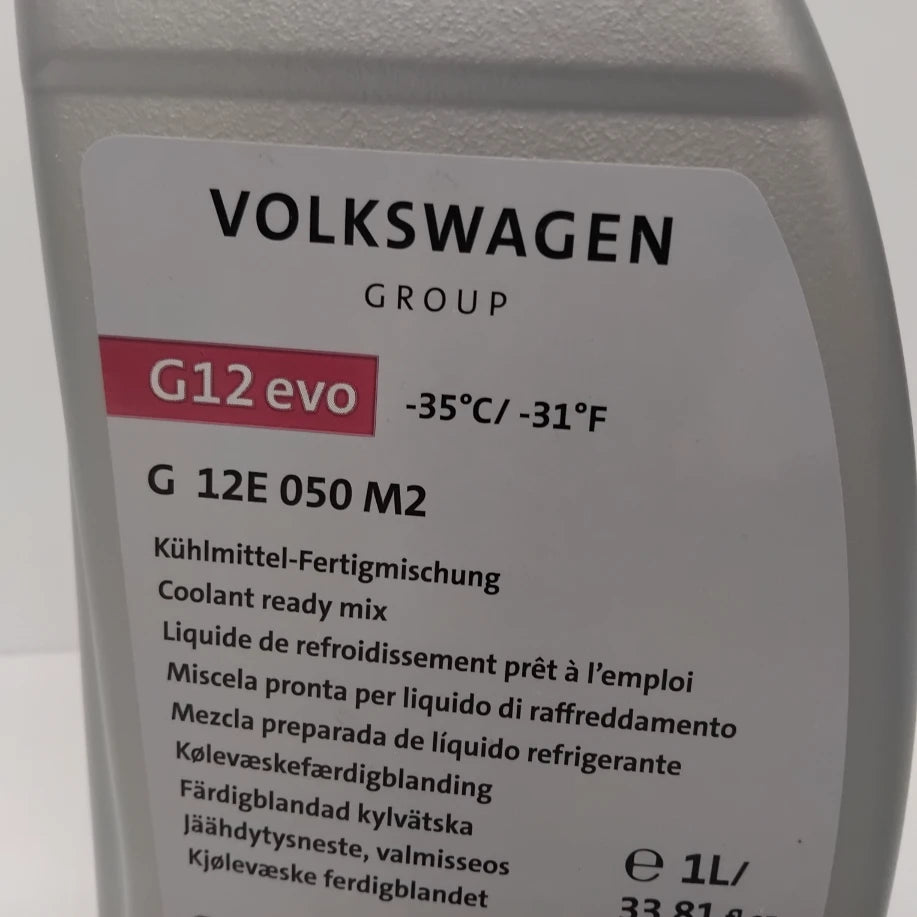 VOLKSWAGEN
GROUP
G12 evo -35°C/ -31°F
G 12E 050 M2
Kühlmittel-Fertigmischung
Coolant ready mix
Liquide de refroidissement prêt à l'emploi
Miscela pronta per liquido di raffreddamento
Mezcla preparada de líquido refrigerante
Kølevæskefærdigblanding
Färdigblandad kylvätska
Jäähdytysneste, valmisseos
Kjølevæske ferdigblandet
℮ 1L/
33.81